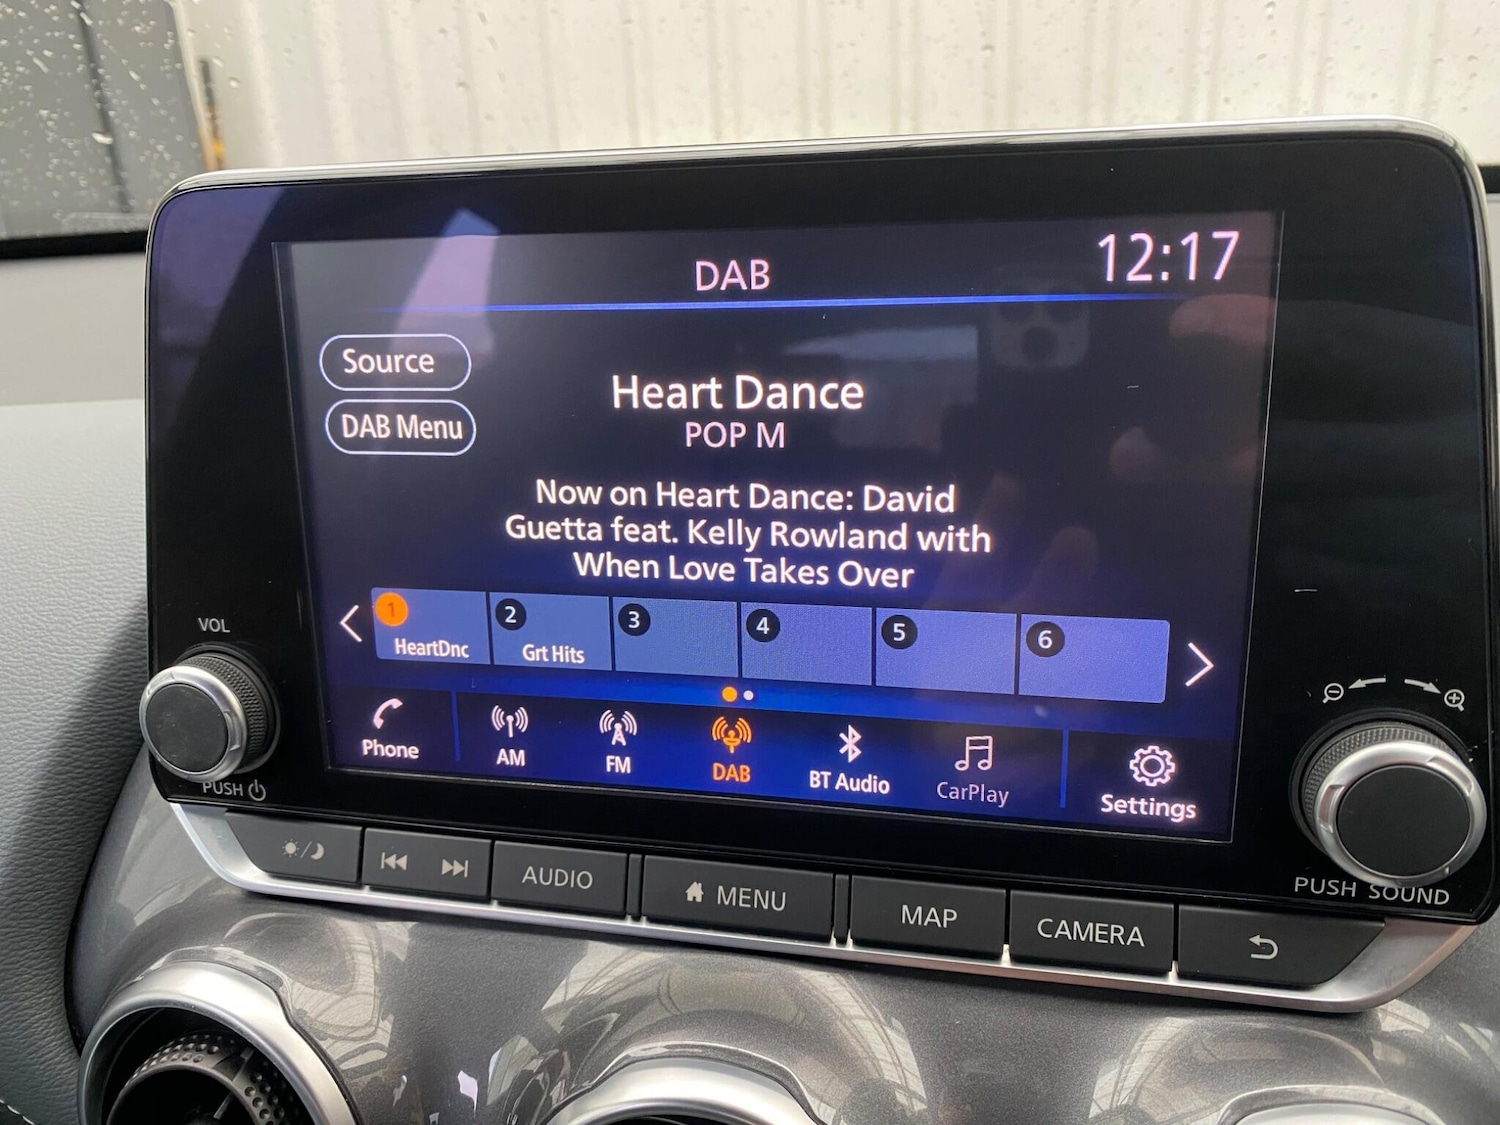 DAB
12:17
Source
DAB Menu
Heart Dance
POP M
Now on Heart Dance: David
Guetta feat. Kelly Rowland with
When Love Takes Over
1 2 3 4 5 6
HeartDnc Grt Hits
Phone AM FM DAB BT Audio CarPlay Settings
VOL
PUSH
PUSH SOUND
AUDIO MENU MAP CAMERA